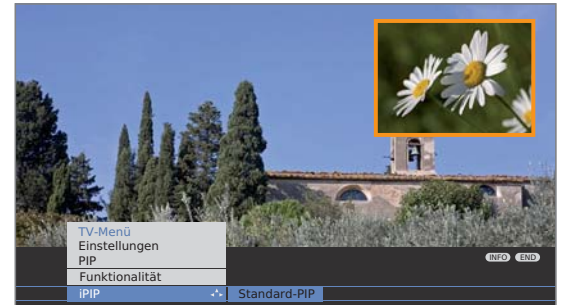 TV-Menü
Einstellungen
PIP
INFO END
Funktionalität
iPIP Standard-PIP